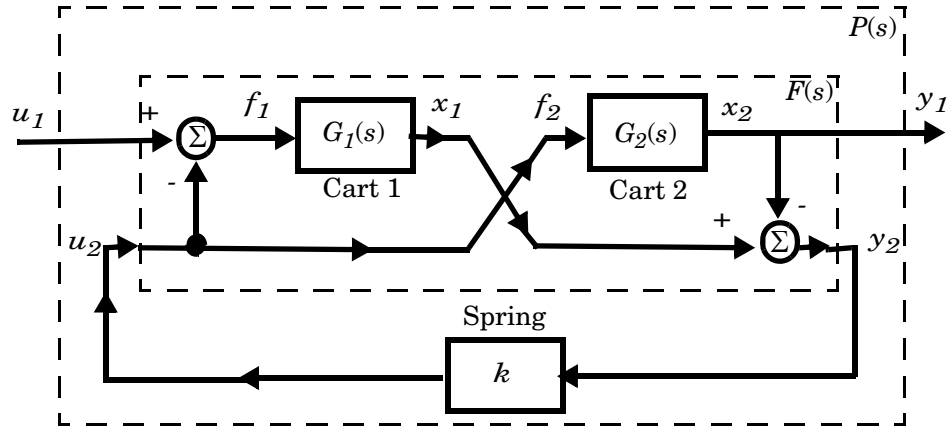 P(s)
F(s)
u1 + Σ f1 G1(s) x1 f2 G2(s) x2 y1
Cart 1 Cart 2
- -
u2 + Σ y2
Spring
k